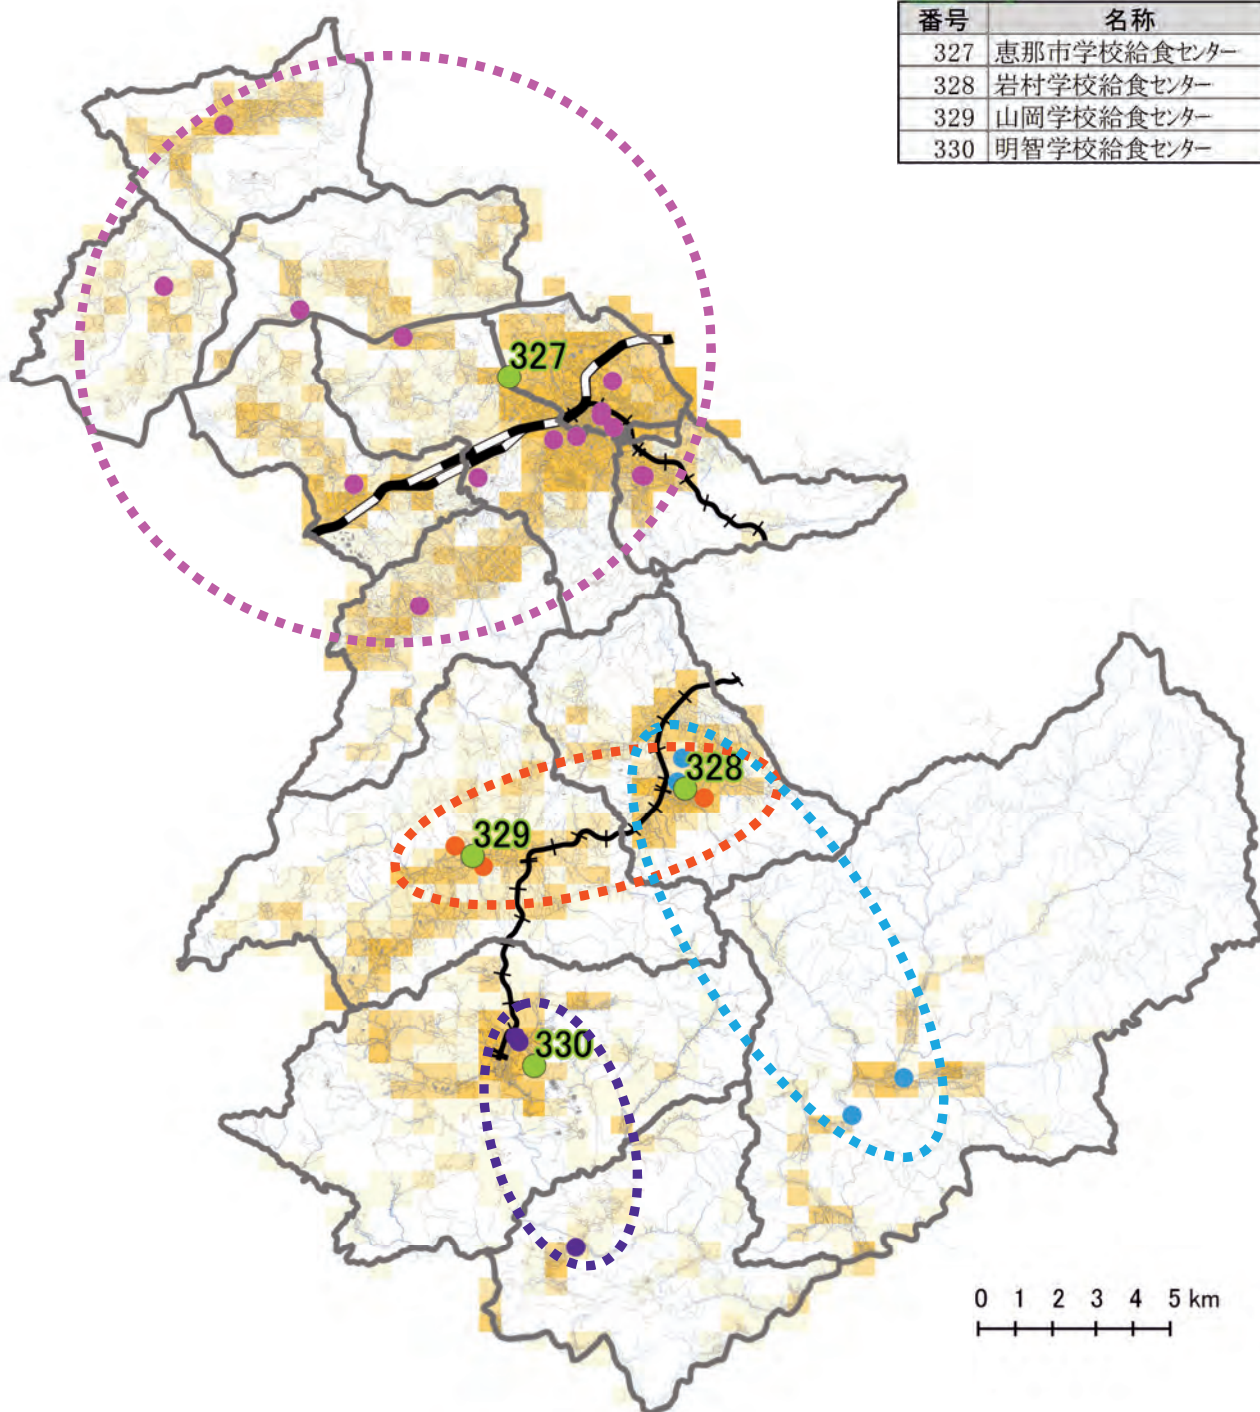 番号 名称
327 恵那市学校給食センター
328 岩村学校給食センター
329 山岡学校給食センター
330 明智学校給食センター
327
328
329
330
0 1 2 3 4 5 km